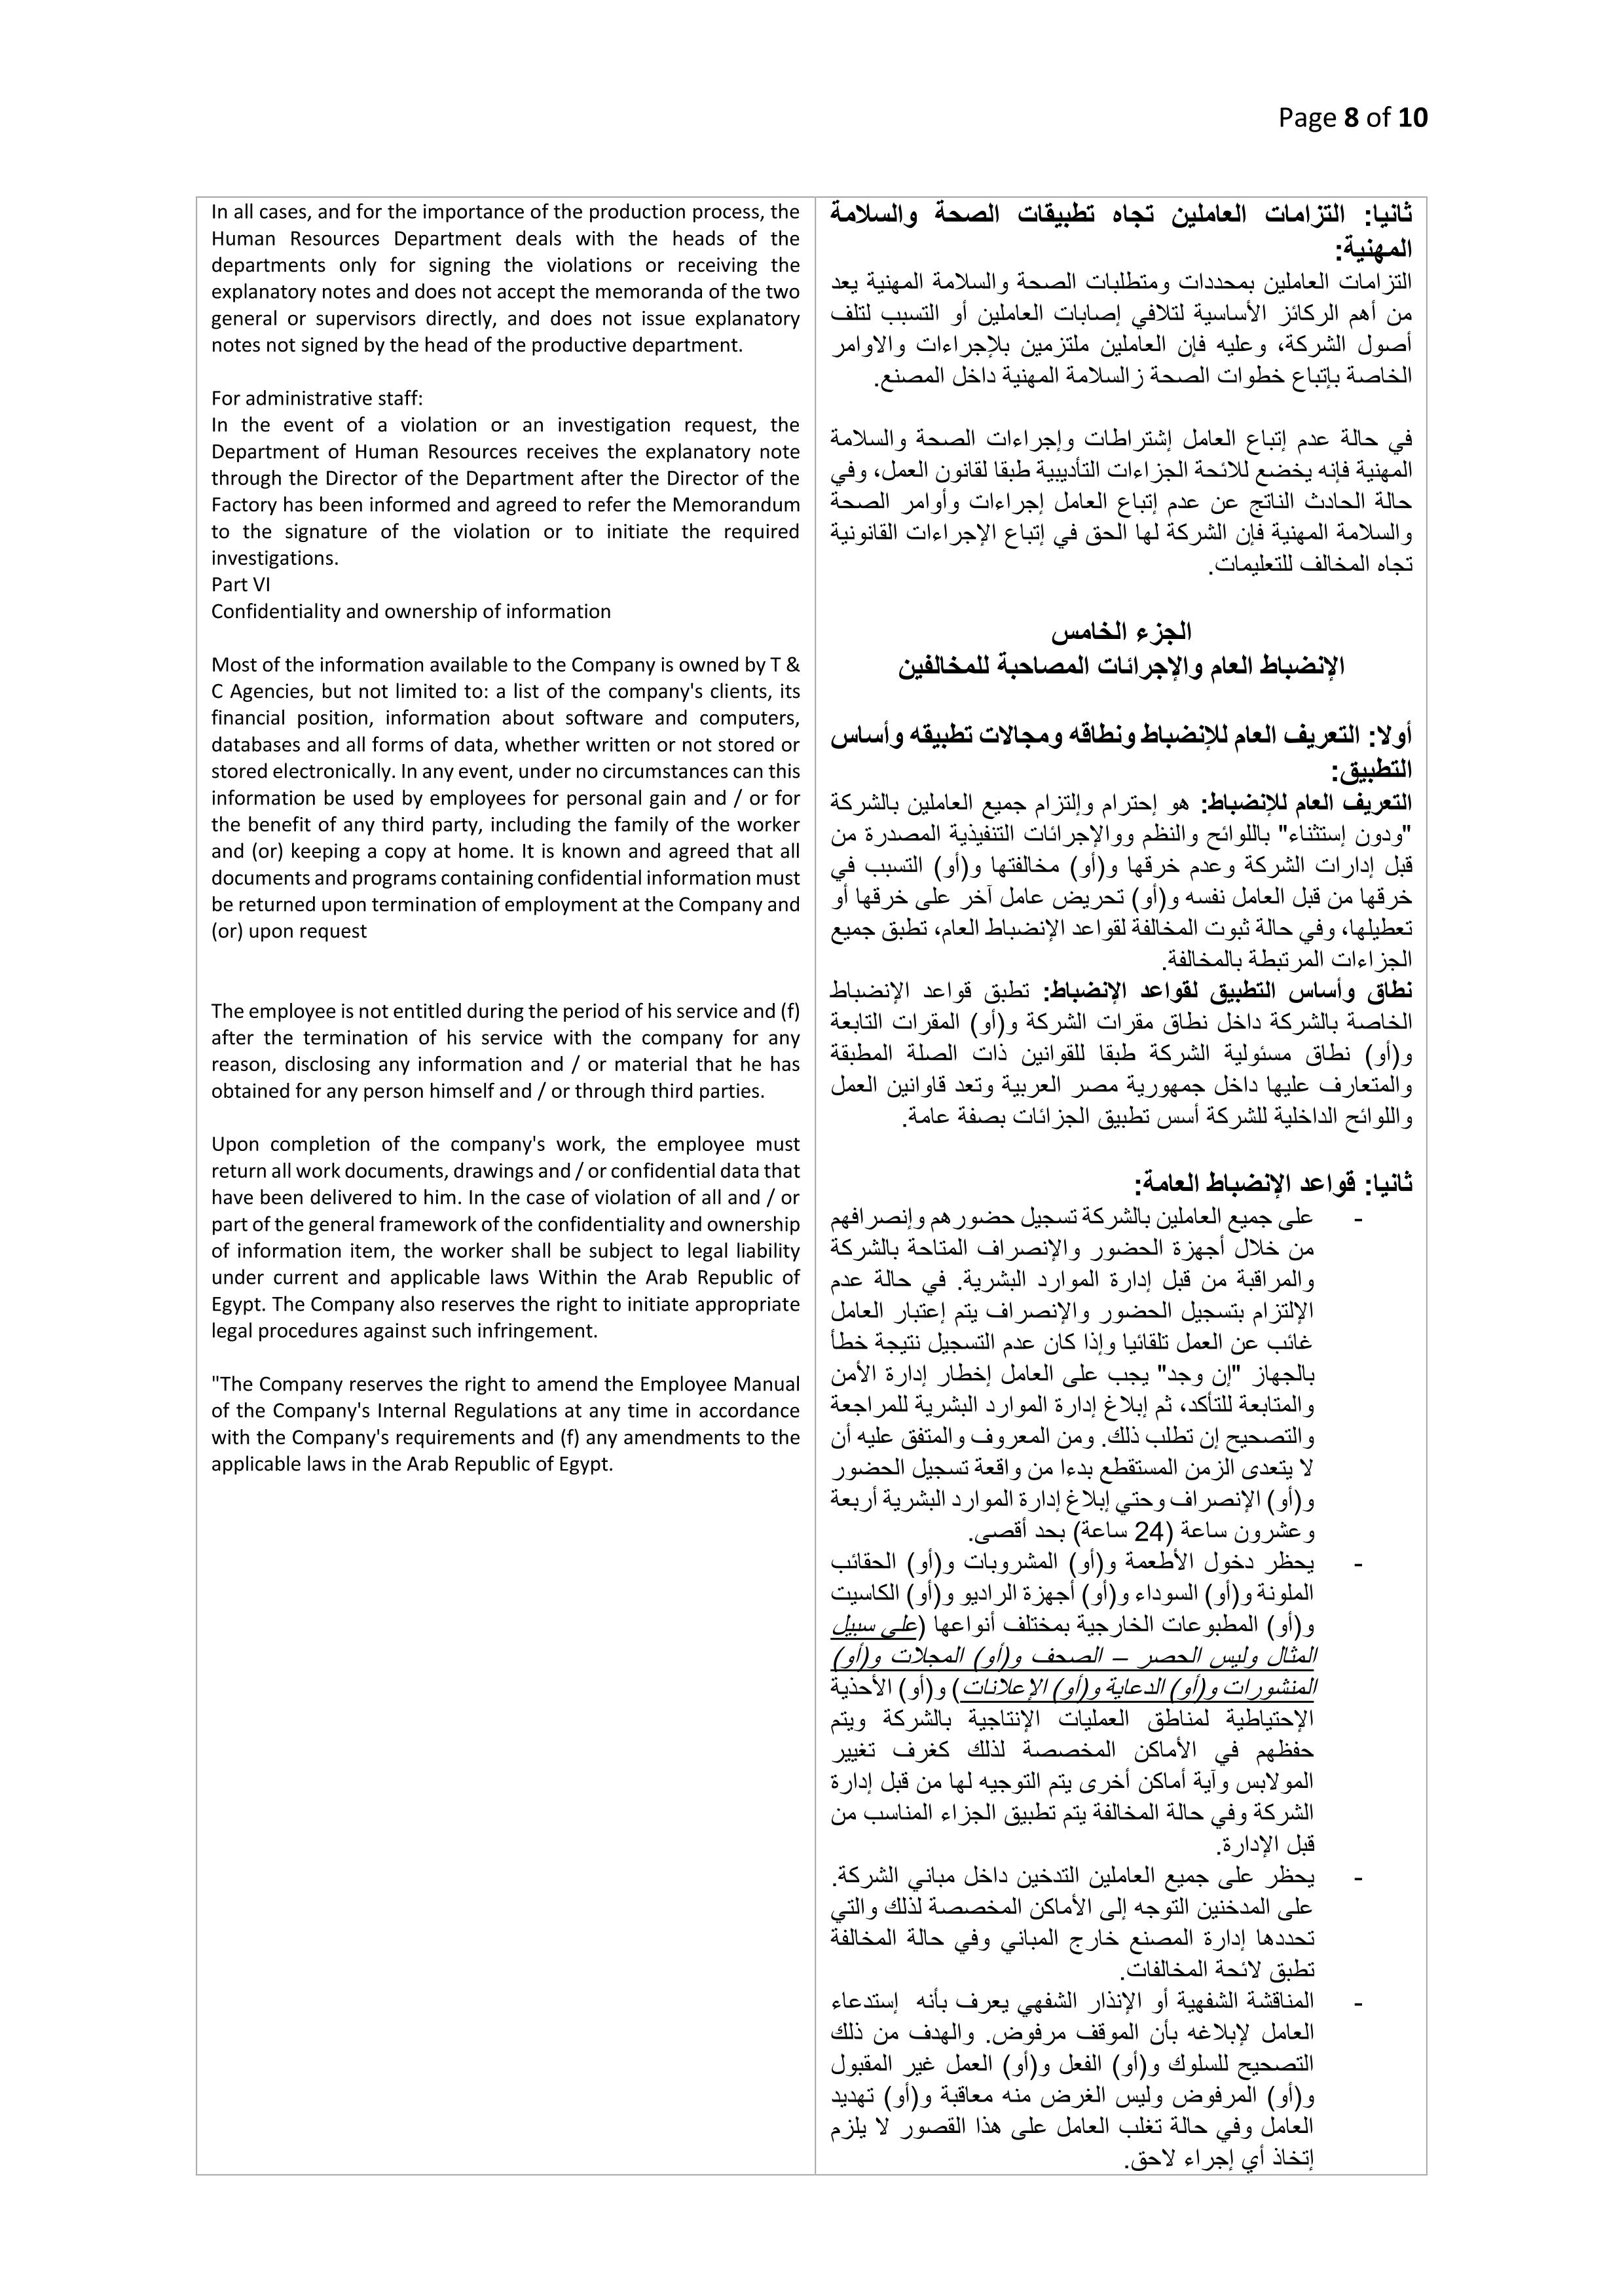 Page 8 of 10
In all cases, and for the importance of the production process, the
Human Resources Department deals with the heads of the
departments only for signing the violations or receiving the
explanatory notes and does not accept the memoranda of the two
general or supervisors directly, and does not issue explanatory
notes not signed by the head of the productive department.
For administrative staff:
In the event of a violation or an investigation request, the
Department of Human Resources receives the explanatory note
through the Director of the Department after the Director of the
Factory has been informed and agreed to refer the Memorandum
to the signature of the violation or to initiate the required
investigations.
Part VI
Confidentiality and ownership of information
Most of the information available to the Company is owned by T &
C Agencies, but not limited to: a list of the company's clients, its
financial position, information about software and computers,
databases and all forms of data, whether written or not stored or
stored electronically. In any event, under no circumstances can this
information be used by employees for personal gain and / or for
the benefit of any third party, including the family of the worker
and (or) keeping a copy at home. It is known and agreed that all
documents and programs containing confidential information must
be returned upon termination of employment at the Company and
(or) upon request
The employee is not entitled during the period of his service and (f)
after the termination of his service with the company for any
reason, disclosing any information and / or material that he has
obtained for any person himself and / or through third parties.
Upon completion of the company's work, the employee must
return all work documents, drawings and / or confidential data that
have been delivered to him. In the case of violation of all and / or
part of the general framework of the confidentiality and ownership
of information item, the worker shall be subject to legal liability
under current and applicable laws Within the Arab Republic of
Egypt. The Company also reserves the right to initiate appropriate
legal procedures against such infringement.
"The Company reserves the right to amend the Employee Manual
of the Company's Internal Regulations at any time in accordance
with the Company's requirements and (f) any amendments to the
applicable laws in the Arab Republic of Egypt.
ثانيا: التزامات العاملين تجاه تطبيقات الصحة والسلامة
المهنية:
التزامات العاملين بمحددات ومتطلبات الصحة والسلامة المهنية يعد
من أهم الركائز الأساسية لتلافي إصابات العاملين أو التسبب لتلف
أصول الشركة، وعليه فإن العاملين ملتزمين بلإجراءات والاوامر
الخاصة بإتباع خطوات الصحة زالسلامة المهنية داخل المصنع.
في حالة عدم إتباع العامل إشتراطات وإجراءات الصحة والسلامة
المهنية فإنه يخضع للائحة الجزاءات التأديبية طبقا لقانون العمل، وفي
حالة الحادث الناتج عن عدم إتباع العامل إجراءات وأوامر الصحة
والسلامة المهنية فإن الشركة لها الحق في إتباع الإجراءات القانونية
تجاه المخالف للتعليمات.
الجزء الخامس
الإنضباط العام والإجرائات المصاحبة للمخالفين
أولا: التعريف العام للإنضباط ونطاقه ومجالات تطبيقه وأساس
التطبيق:
التعريف العام للإنضباط: هو إحترام وإلتزام جميع العاملين بالشركة
"ودون إستثناء" باللوائح والنظم ووالإجرائات التنفيذية المصدرة من
قبل إدارات الشركة وعدم خرقها و(أو) مخالفتها و(أو) التسبب في
خرقها من قبل العامل نفسه و(أو) تحريض عامل آخر على خرقها أو
تعطيلها، وفي حالة ثبوت المخالفة لقواعد الإنضباط العام، تطبق جميع
الجزاءات المرتبطة بالمخالفة.
نطاق وأساس التطبيق لقواعد الإنضباط: تطبق قواعد الإنضباط
الخاصة بالشركة داخل نطاق مقرات الشركة و(أو) المقرات التابعة
و(أو) نطاق مسئولية الشركة طبقا للقوانين ذات الصلة المطبقة
والمتعارف عليها داخل جمهورية مصر العربية وتعد قاوانين العمل
واللوائح الداخلية للشركة أسس تطبيق الجزائات بصفة عامة.
ثانيا: قواعد الإنضباط العامة:
- على جميع العاملين بالشركة تسجيل حضورهم وإنصرافهم
من خلال أجهزة الحضور والإنصراف المتاحة بالشركة
والمراقبة من قبل إدارة الموارد البشرية. في حالة عدم
الإلتزام بتسجيل الحضور والإنصراف يتم إعتبار العامل
غائب عن العمل تلقائيا وإذا كان عدم التسجيل نتيجة خطأ
بالجهاز "إن وجد" يجب على العامل إخطار إدارة الأمن
والمتابعة للتأكد، ثم إبلاغ إدارة الموارد البشرية للمراجعة
والتصحيح إن تطلب ذلك. ومن المعروف والمتفق عليه أن
لا يتعدى الزمن المستقطع بدءا من واقعة تسجيل الحضور
و(أو) الإنصراف وحتي إبلاغ إدارة الموارد البشرية أربعة
وعشرون ساعة (24 ساعة) بحد أقصى.
- يحظر دخول الأطعمة و(أو) المشروبات و(أو) الحقائب
الملونة و(أو) السوداء و(أو) أجهزة الراديو و(أو) الكاسيت
و(أو) المطبوعات الخارجية بمختلف أنواعها (على سبيل
المثال وليس الحصر – الصحف و(أو) المجلات و(أو)
المنشورات و(أو) الدعاية و(أو) الإعلانات) و(أو) الأحذية
الإحتياطية لمناطق العمليات الإنتاجية بالشركة ويتم
حفظهم في الأماكن المخصصة لذلك كغرف تغيير
المولابس وآية أماكن أخرى يتم التوجيه لها من قبل إدارة
الشركة وفي حالة المخالفة يتم تطبيق الجزاء المناسب من
قبل الإدارة.
- يحظر على جميع العاملين التدخين داخل مباني الشركة.
على المدخنين التوجه إلى الأماكن المخصصة لذلك والتي
تحددها إدارة المصنع خارج المباني وفي حالة المخالفة
تطبق لائحة المخالفات.
- المناقشة الشفهية أو الإنذار الشفهي يعرف بأنه إستدعاء
العامل لإبلاغه بأن الموقف مرفوض. والهدف من ذلك
التصحيح للسلوك و(أو) الفعل و(أو) العمل غير المقبول
و(أو) المرفوض وليس الغرض منه معاقبة و(أو) تهديد
العامل وفي حالة تغلب العامل على هذا القصور لا يلزم
إتخاذ أي إجراء لاحق.